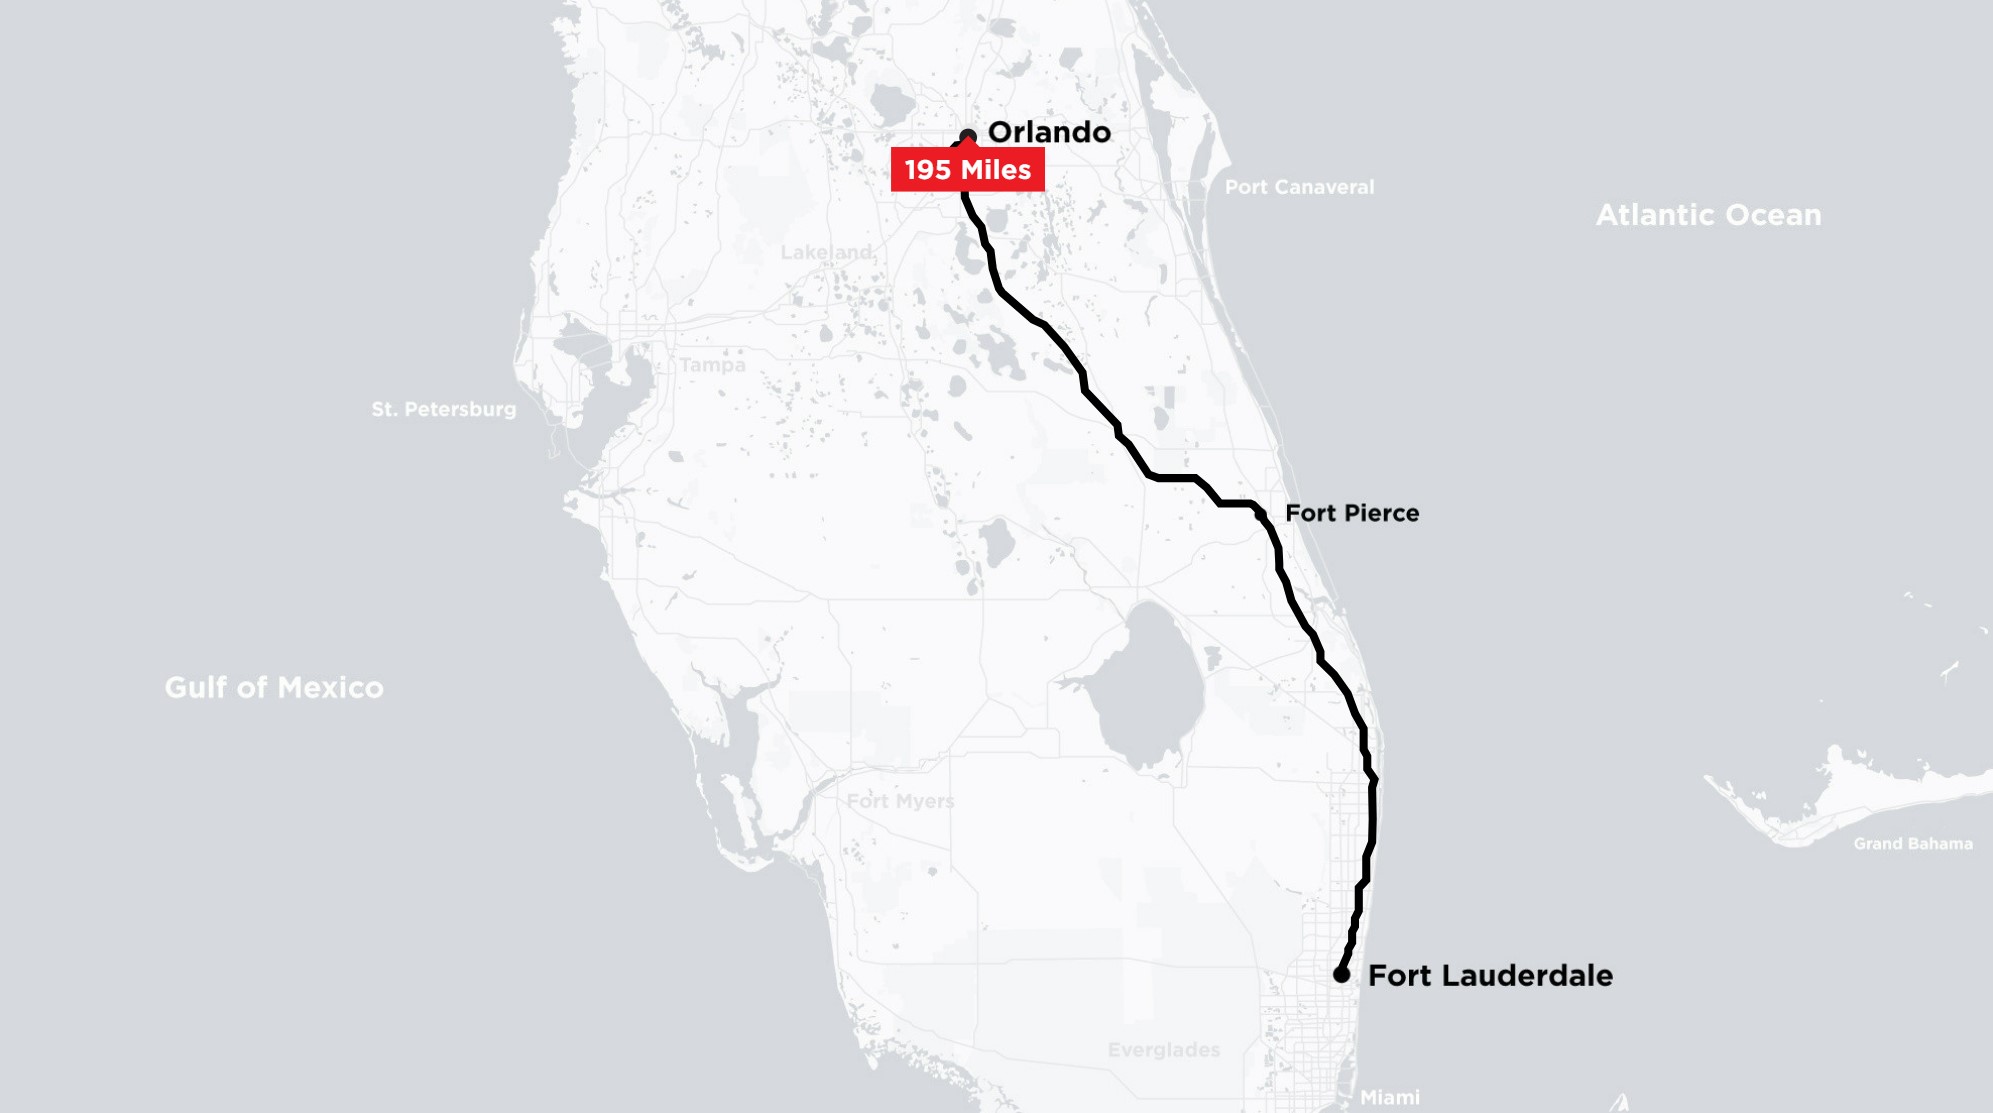 Orlando
195 Miles
Port Canaveral
Atlantic Ocean
Lakeland
Tampa
St. Petersburg
Fort Pierce
Gulf of Mexico
Fort Myers
Grand Bahama
Fort Lauderdale
Everglades
Miami